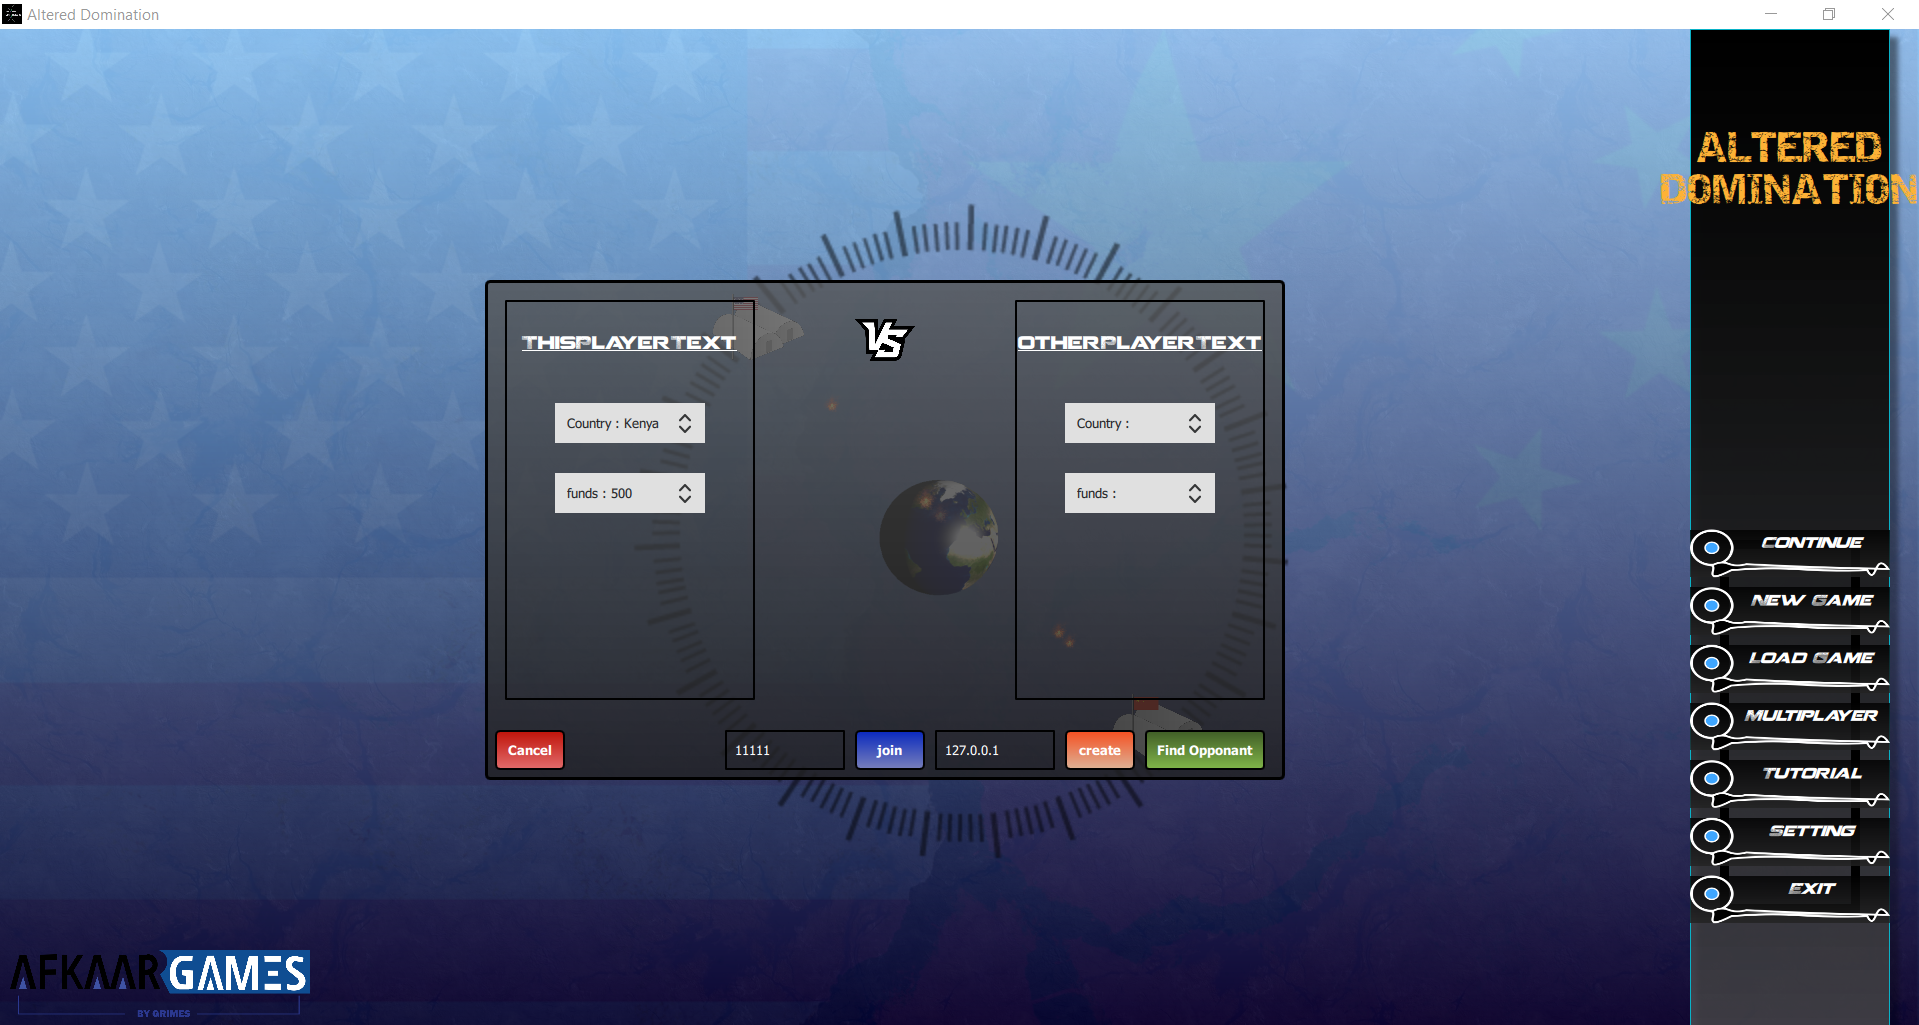 Altered Domination
ALTERED
DOMINATION
THISPLAYERTEXT
VS
OTHERPLAYERTEXT
Country : Kenya
Country :
funds : 500
funds :
Cancel
11111
join
127.0.0.1
create
Find Opponant
CONTINUE
NEW GAME
LOAD GAME
MULTIPLAYER
TUTORIAL
SETTING
EXIT
AFKAAR GAMES
BY GRIMES